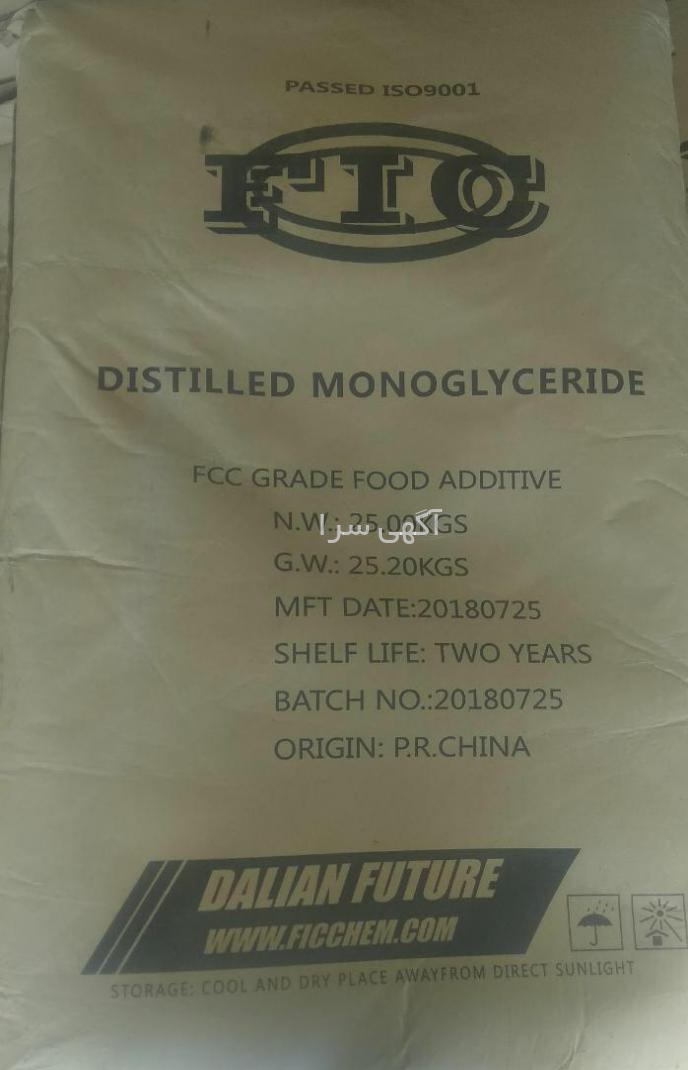 PASSED ISO9001
FIC
DISTILLED MONOGLYCERIDE
FCC GRADE FOOD ADDITIVE
N.W.: 25.00KGS
آگهی سرا
G.W.: 25.20KGS
MFT DATE:20180725
SHELF LIFE: TWO YEARS
BATCH NO.:20180725
ORIGIN: P.R.CHINA
DALIAN FUTURE
WWW.FICCHEM.COM
STORAGE: COOL AND DRY PLACE AWAYFROM DIRECT SUNLIGHT